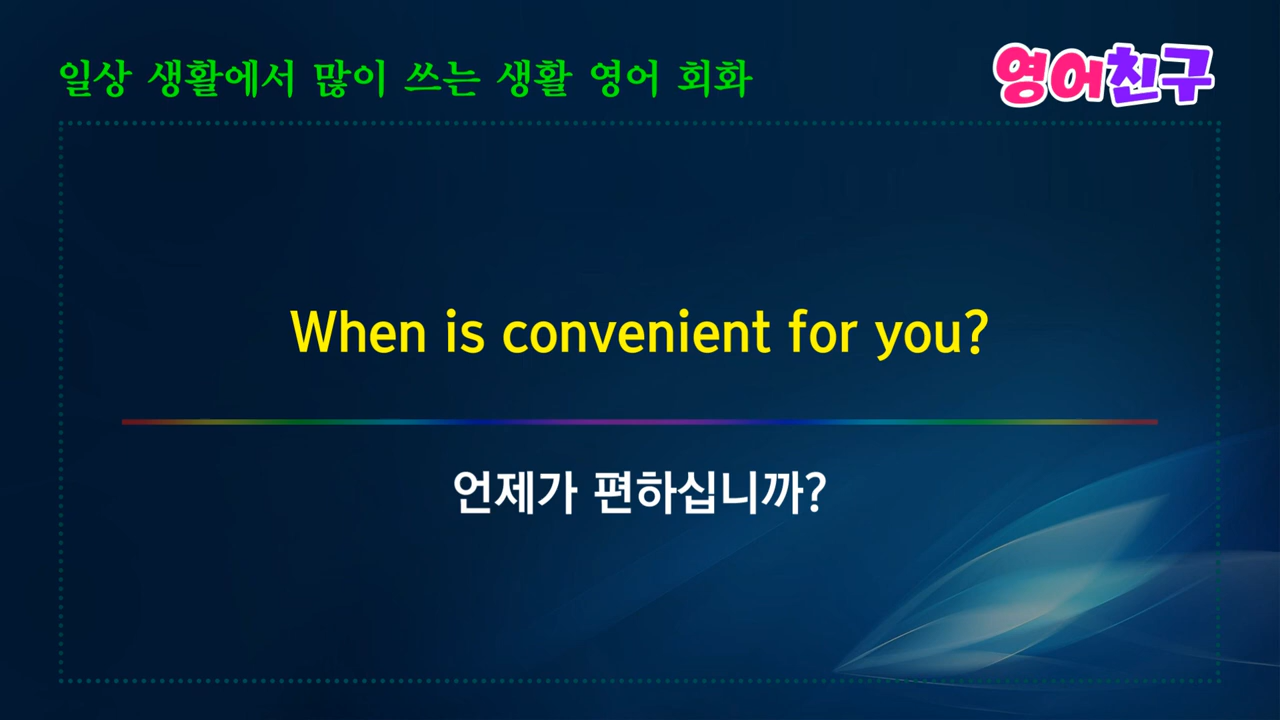 일상 생활에서 많이 쓰는 생활 영어 회화
영어친구
When is convenient for you?
언제가 편하십니까?